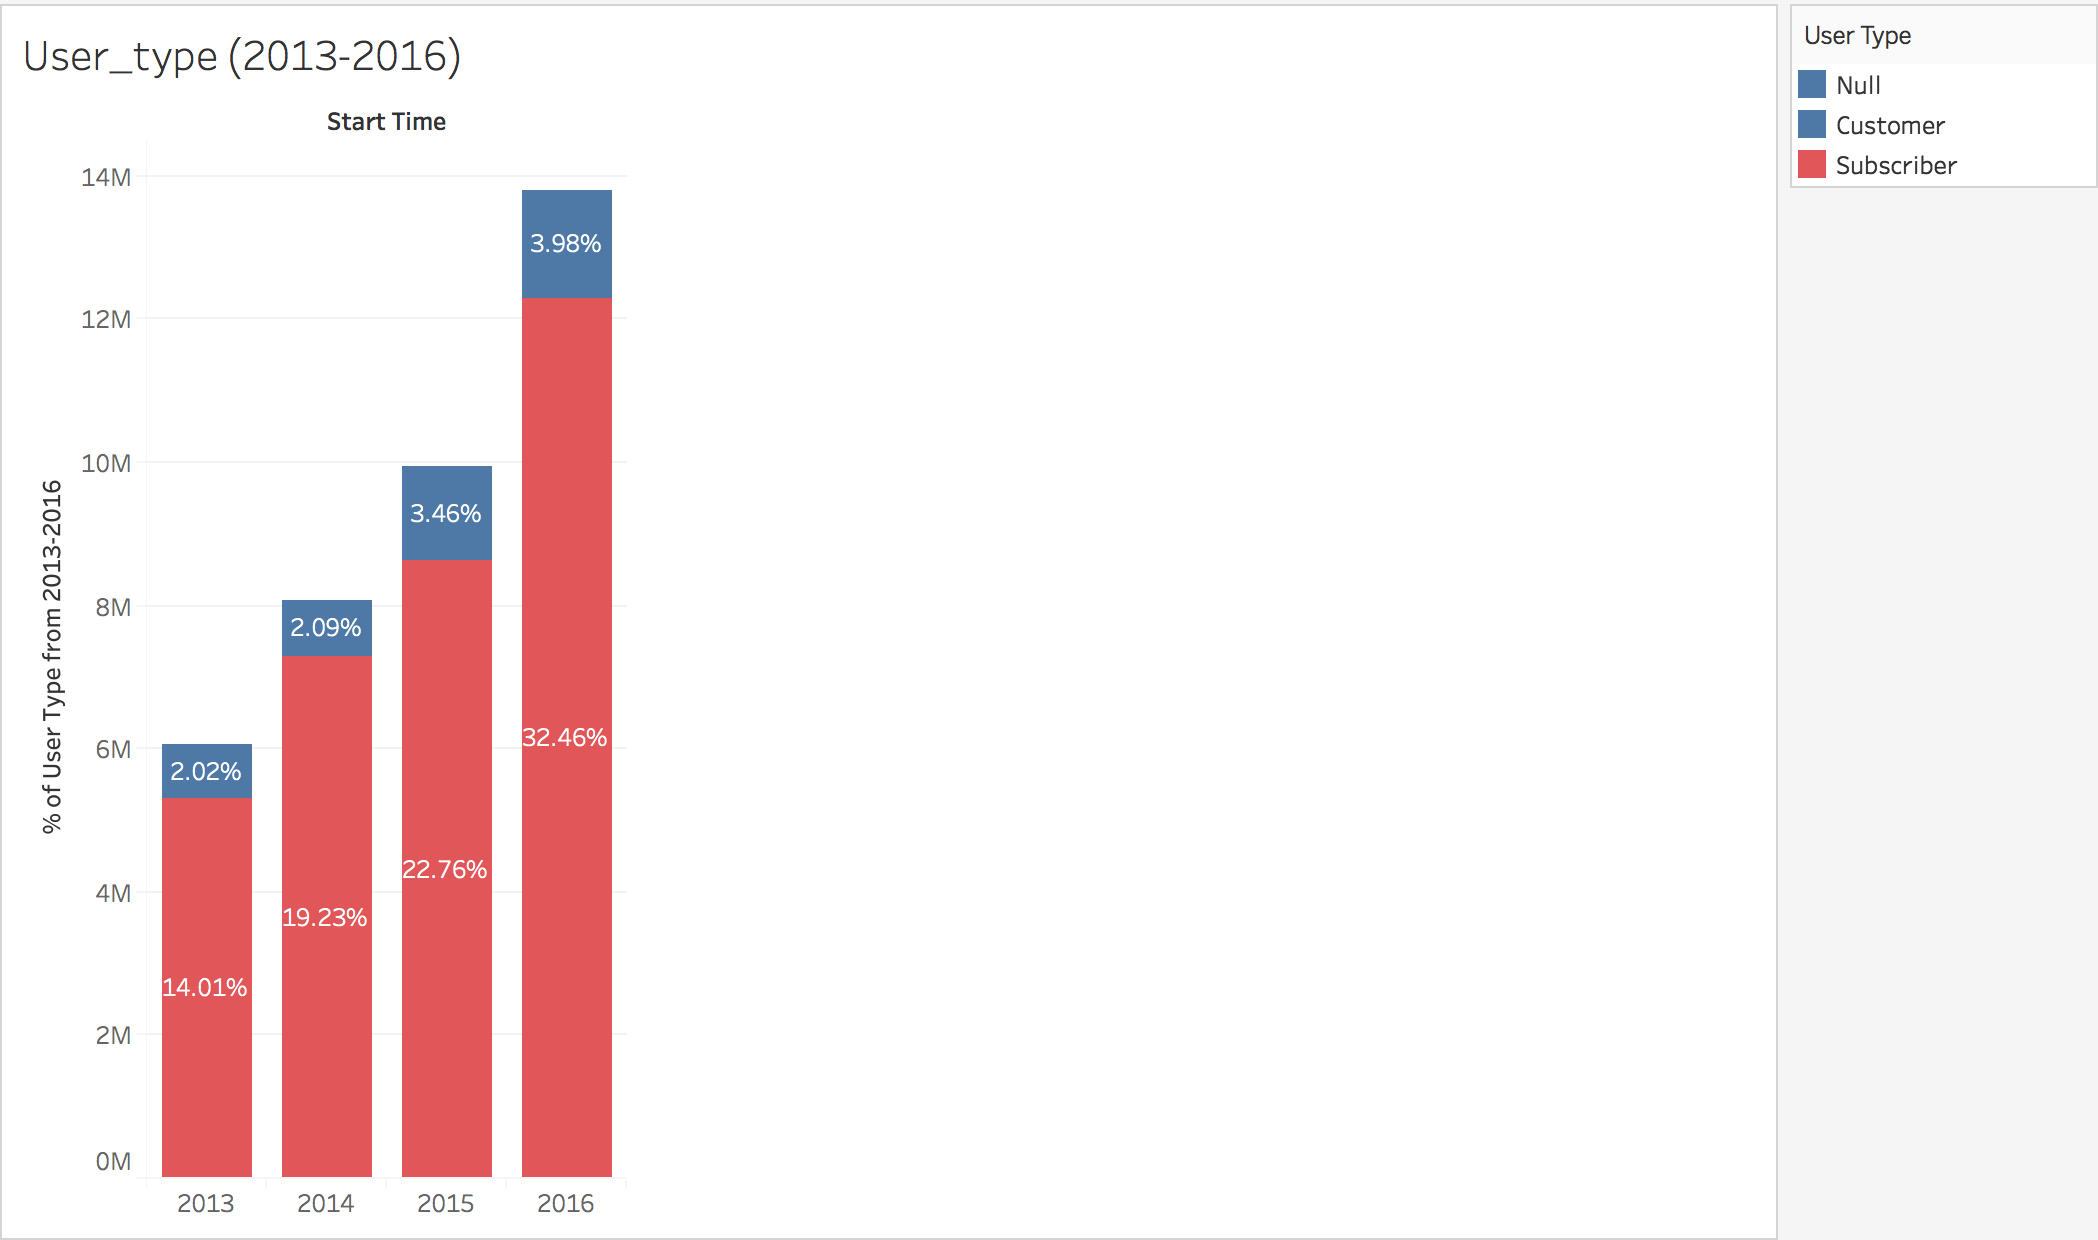 User_type (2013-2016)
Start Time
% of User Type from 2013-2016
14M
12M
10M
8M
6M
4M
2M
0M
3.98%
3.46%
2.09%
2.02%
32.46%
22.76%
19.23%
14.01%
2013 2014 2015 2016
User Type
Null
Customer
Subscriber